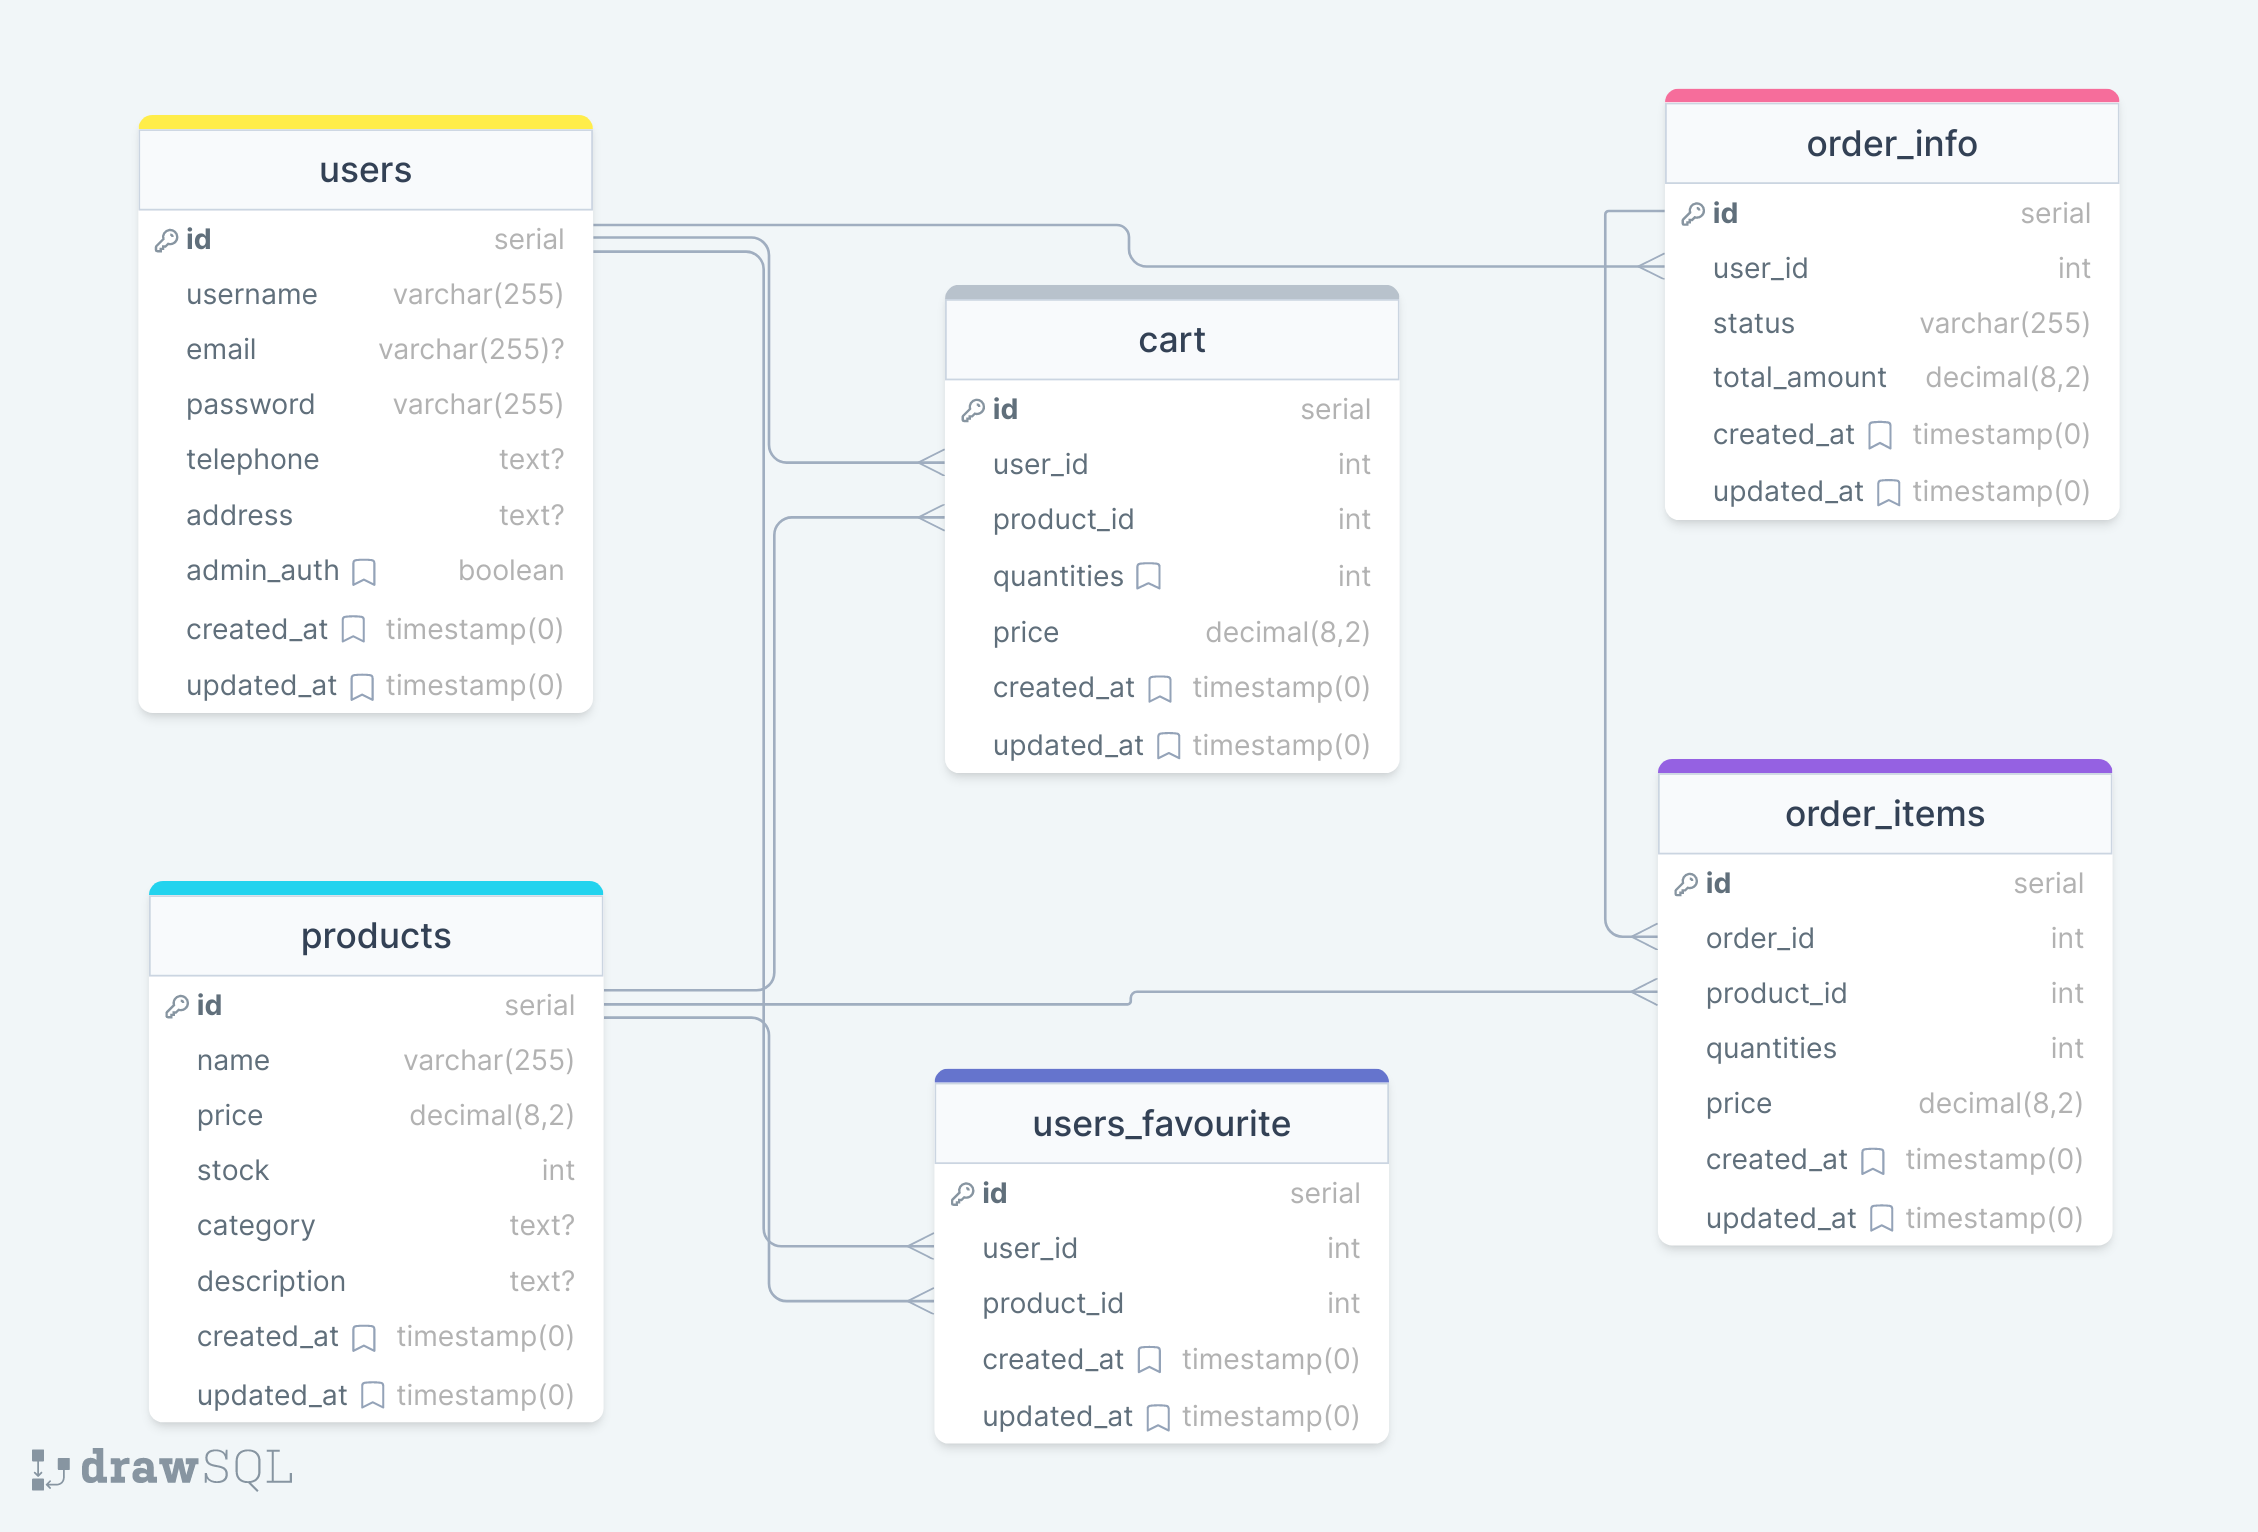 users
id serial
username varchar(255)
email varchar(255)?
password varchar(255)
telephone text?
address text?
admin_auth boolean
created_at timestamp(0)
updated_at timestamp(0)
products
id serial
name varchar(255)
price decimal(8,2)
stock int
category text?
description text?
created_at timestamp(0)
updated_at timestamp(0)
cart
id serial
user_id int
product_id int
quantities int
price decimal(8,2)
created_at timestamp(0)
updated_at timestamp(0)
users_favourite
id serial
user_id int
product_id int
created_at timestamp(0)
updated_at timestamp(0)
order_info
id serial
user_id int
status varchar(255)
total_amount decimal(8,2)
created_at timestamp(0)
updated_at timestamp(0)
order_items
id serial
order_id int
product_id int
quantities int
price decimal(8,2)
created_at timestamp(0)
updated_at timestamp(0)
drawSQL